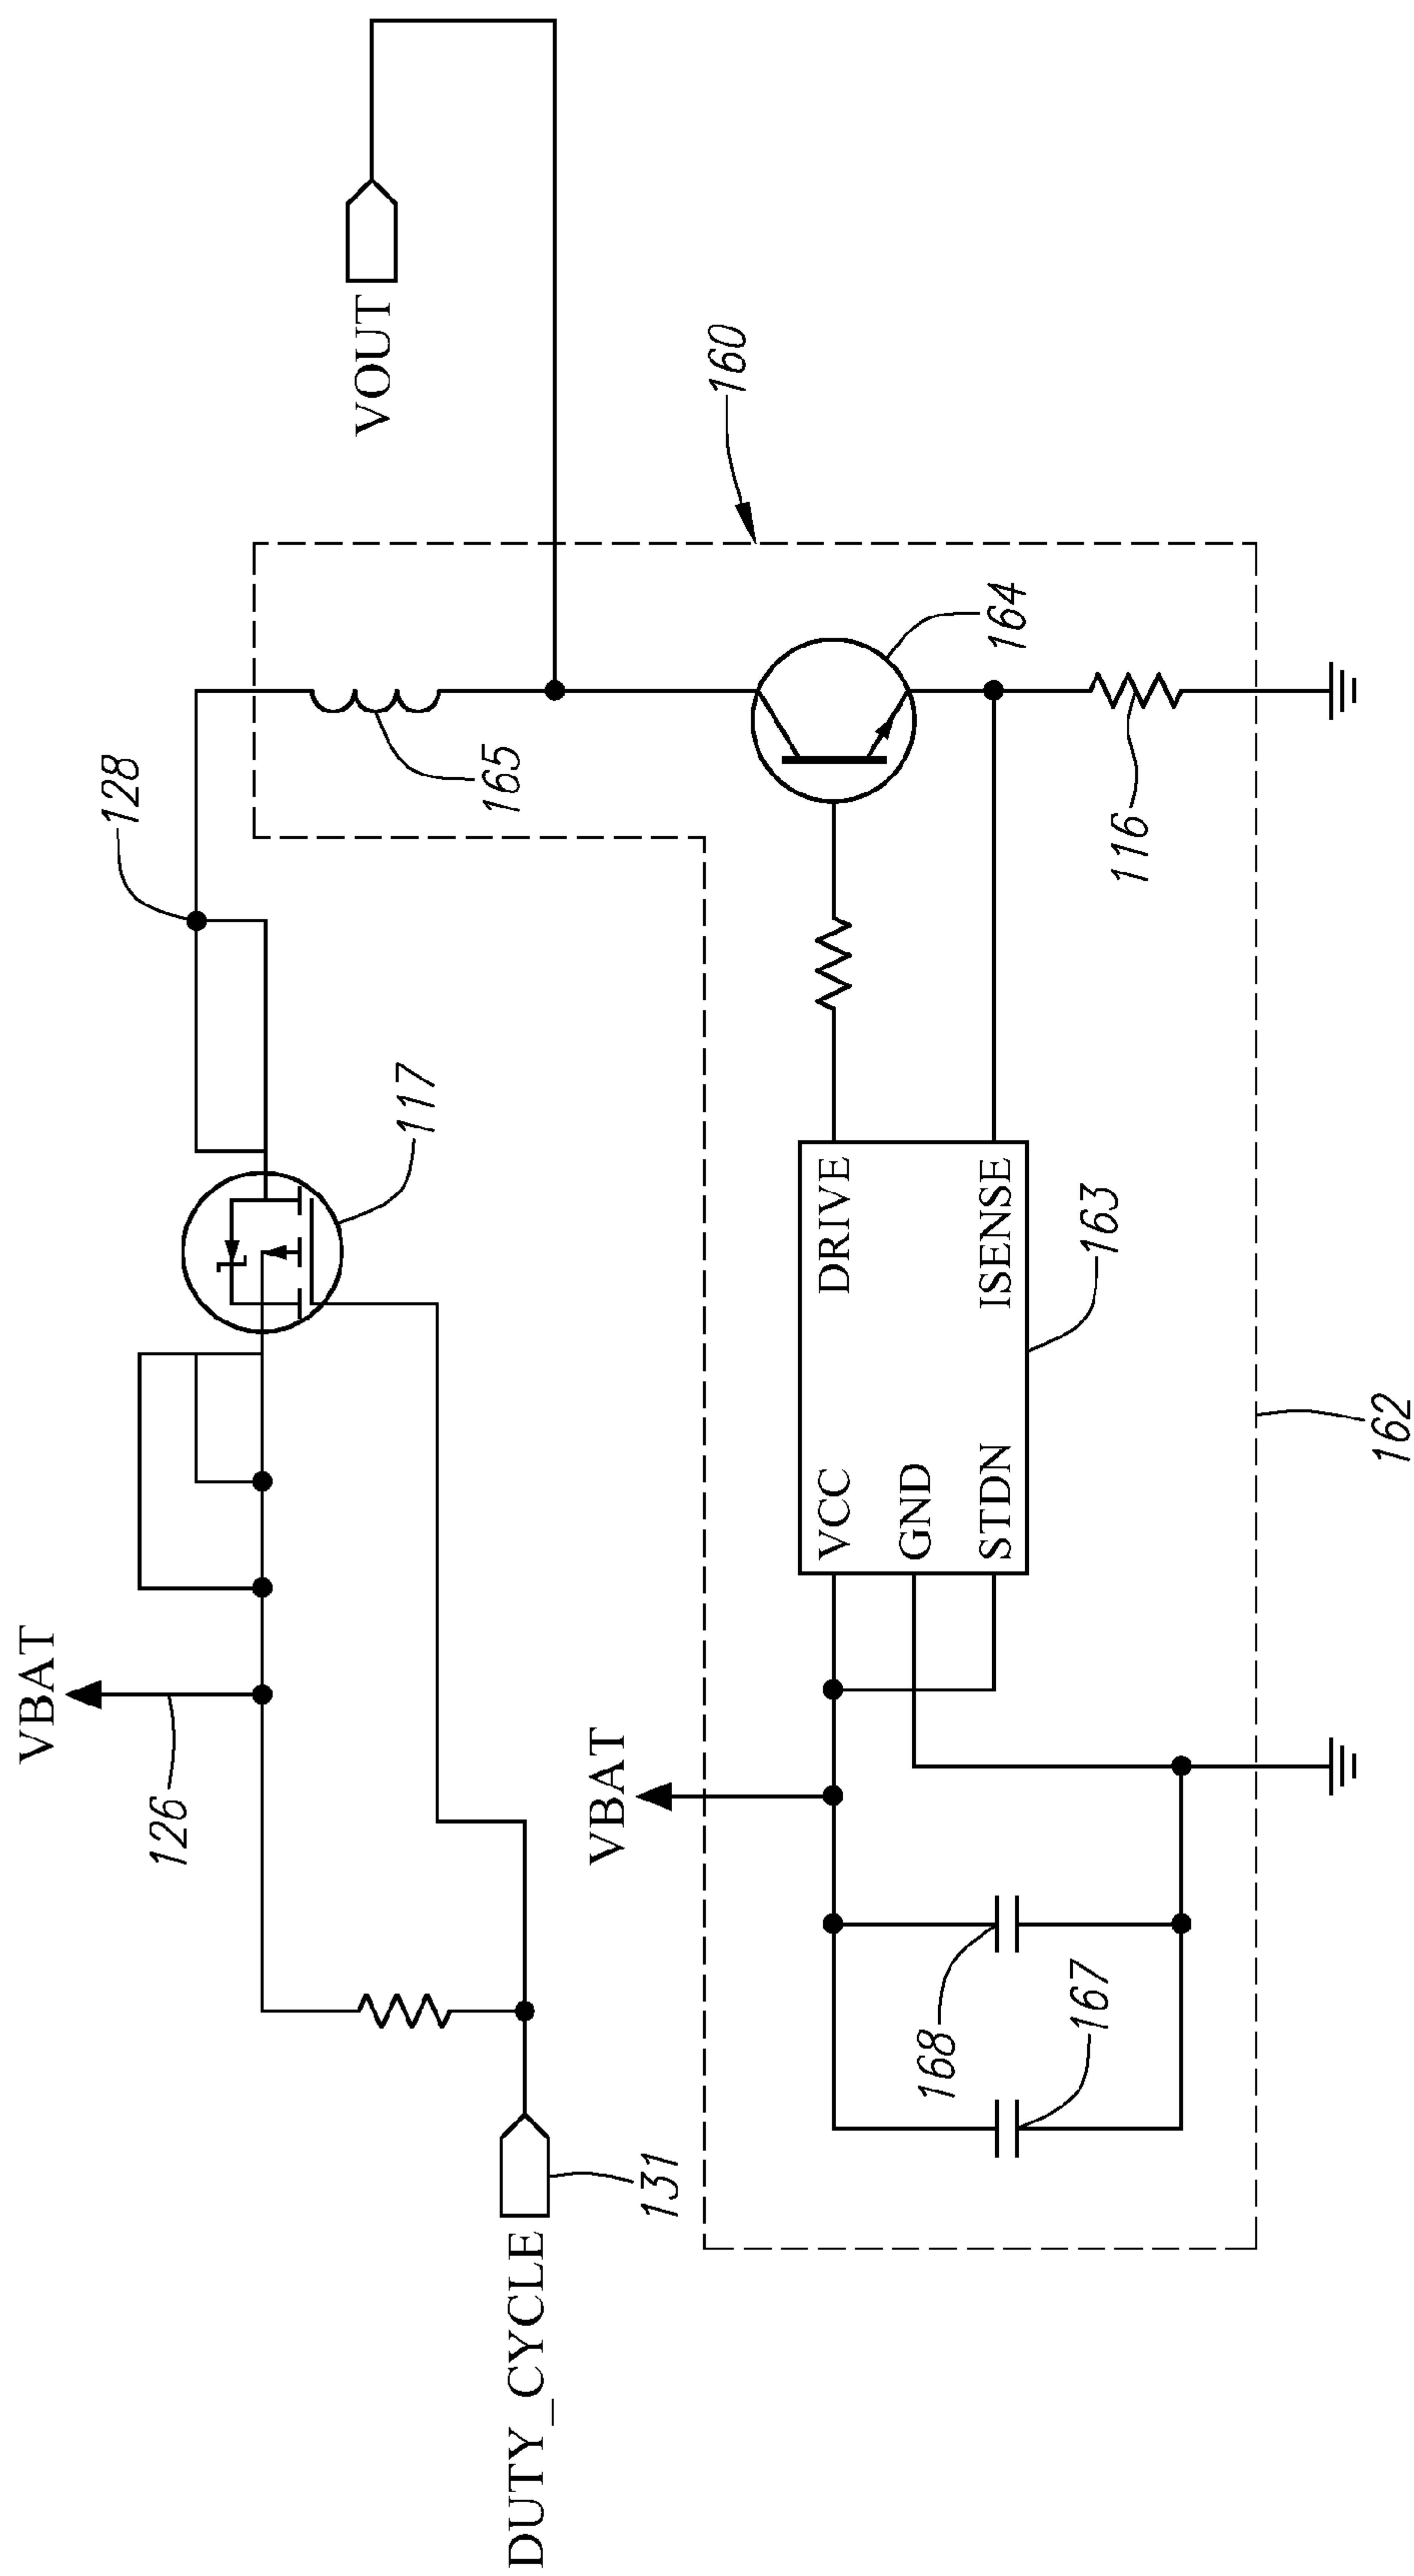 VBAT
126
128
117
VOUT
DUTY_CYCLE
131
VBAT
160
165
164
116
168
167
VCC
GND
STDN
DRIVE
ISENSE
163
162